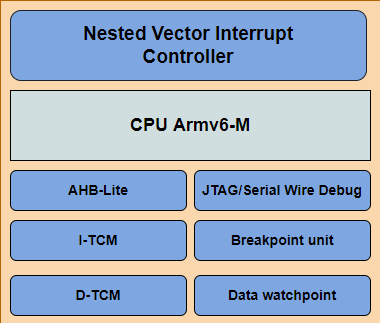 Nested Vector Interrupt
Controller
CPU Armv6-M
AHB-Lite
JTAG/Serial Wire Debug
I-TCM
Breakpoint unit
D-TCM
Data watchpoint